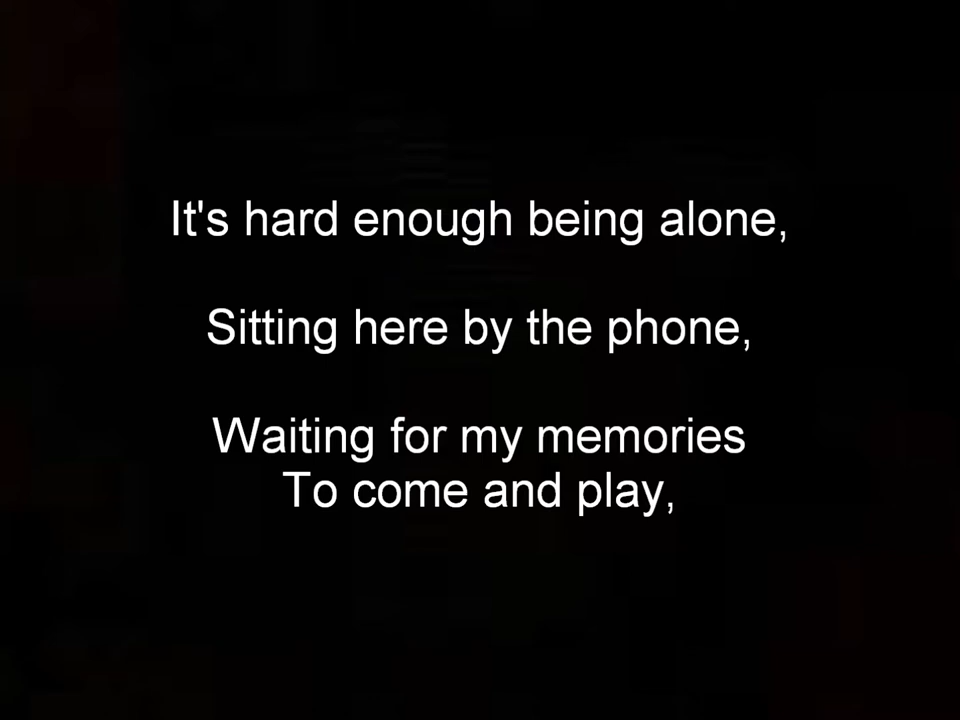 It's hard enough being alone,
Sitting here by the phone,
Waiting for my memories
To come and play,